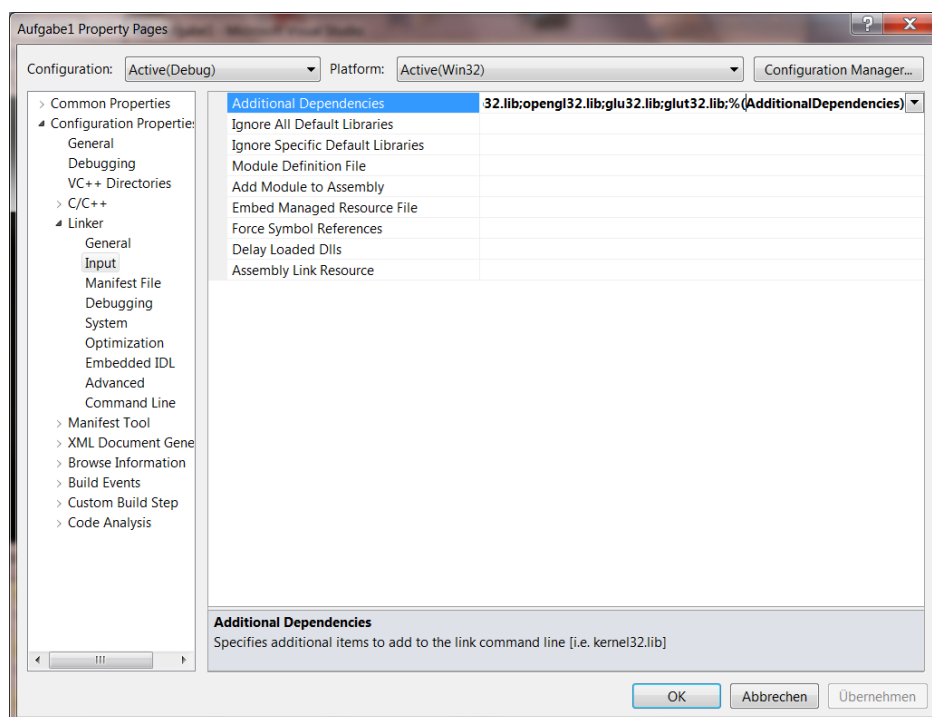 Aufgabe1 Property Pages
Configuration: Active(Debug) Platform: Active(Win32) Configuration Manager...
Common Properties
Configuration Properties
General
Debugging
VC++ Directories
C/C++
Linker
General
Input
Manifest File
Debugging
System
Optimization
Embedded IDL
Advanced
Command Line
Manifest Tool
XML Document Gene
Browse Information
Build Events
Custom Build Step
Code Analysis
Additional Dependencies 32.lib;opengl32.lib;glu32.lib;glut32.lib;%(AdditionalDependencies)
Ignore All Default Libraries
Ignore Specific Default Libraries
Module Definition File
Add Module to Assembly
Embed Managed Resource File
Force Symbol References
Delay Loaded Dlls
Assembly Link Resource
Additional Dependencies
Specifies additional items to add to the link command line [i.e. kernel32.lib]
OK Abbrechen Übernehmen